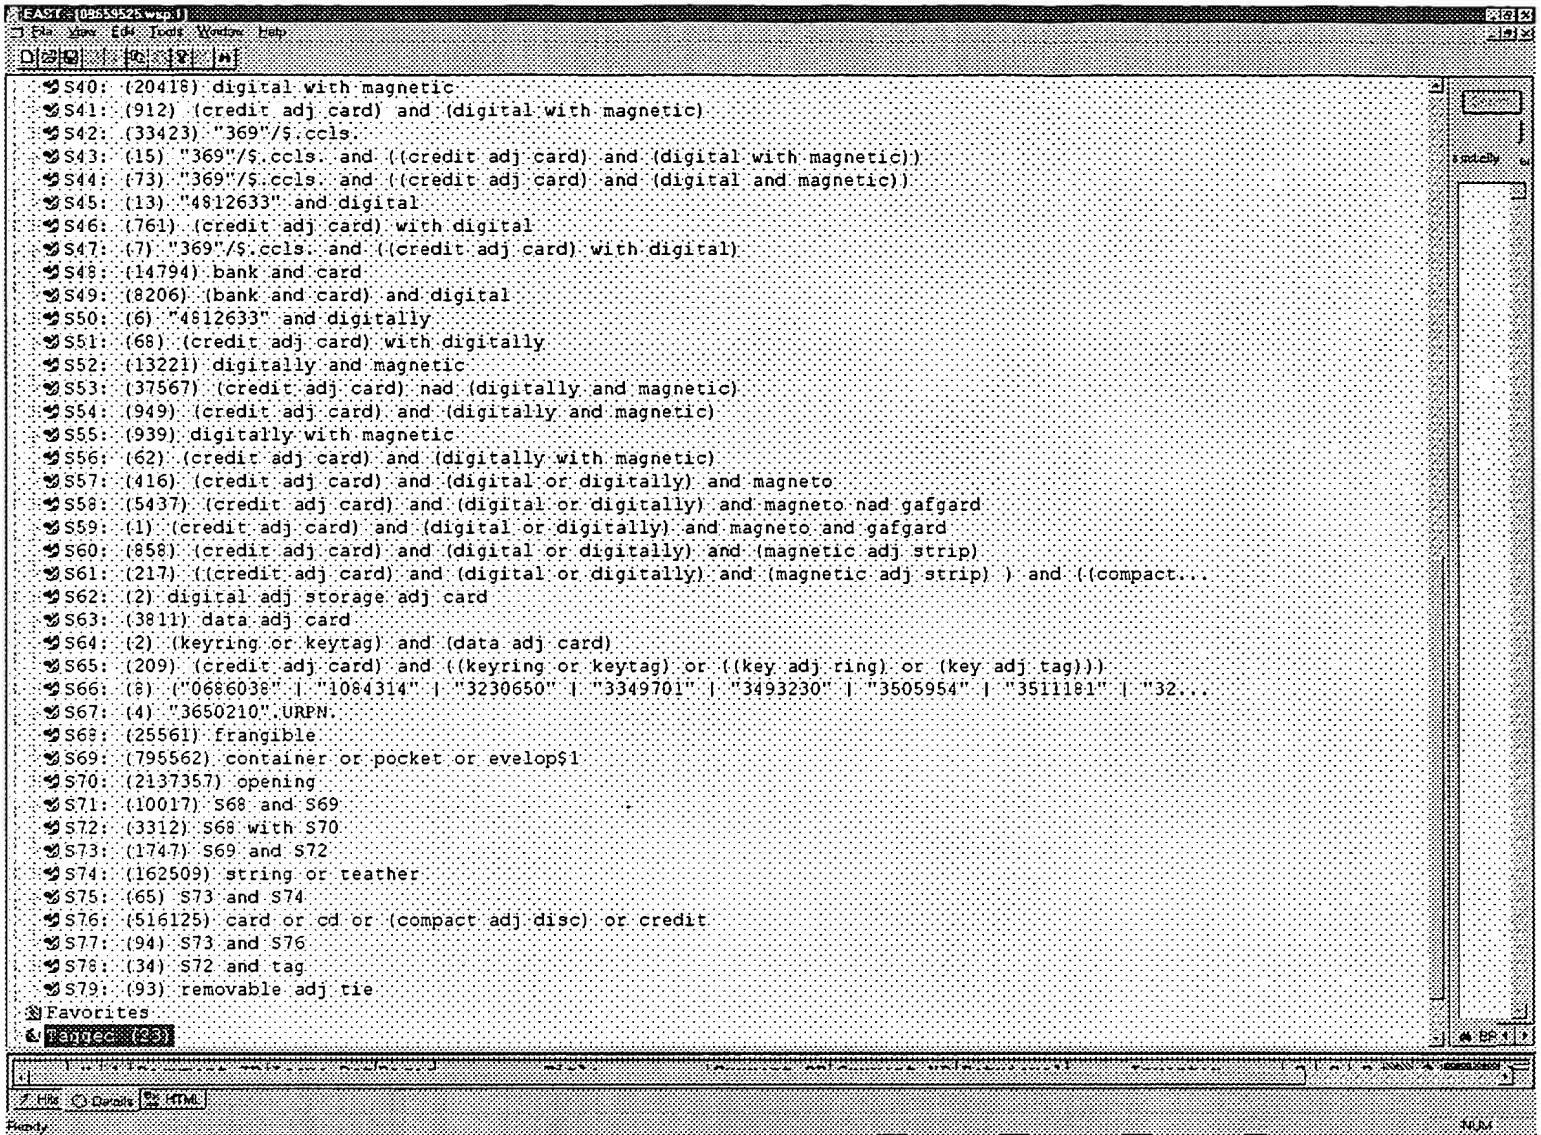 EAST - [09659525.wsp:1]
File View Edit Tools Window Help
S40: (20418) digital with magnetic
S41: (912) (credit adj card) and (digital with magnetic)
S42: (33423) "369"/$.ccls.
S43: (15) "369"/$.ccls. and ((credit adj card) and (digital with magnetic))
S44: (73) "369"/$.ccls. and ((credit adj card) and (digital and magnetic))
S45: (13) "4812633" and digital
S46: (761) (credit adj card) with digital
S47: (7) "369"/$.ccls. and ((credit adj card) with digital)
S48: (14794) bank and card
S49: (8206) (bank and card) and digital
S50: (6) "4812633" and digitally
S51: (68) (credit adj card) with digitally
S52: (13221) digitally and magnetic
S53: (37567) (credit adj card) nad (digitally and magnetic)
S54: (949) (credit adj card) and (digitally and magnetic)
S55: (939) digitally with magnetic
S56: (62) (credit adj card) and (digitally with magnetic)
S57: (416) (credit adj card) and (digital or digitally) and magneto
S58: (5437) (credit adj card) and (digital or digitally) and magneto nad gafgard
S59: (1) (credit adj card) and (digital or digitally) and magneto and gafgard
S60: (858) (credit adj card) and (digital or digitally) and (magnetic adj strip)
S61: (217) ((credit adj card) and (digital or digitally) and (magnetic adj strip) ) and ((compact...
S62: (2) digital adj storage adj card
S63: (3811) data adj card
S64: (2) (keyring or keytag) and (data adj card)
S65: (209) (credit adj card) and ((keyring or keytag) or ((key adj ring) or (key adj tag)))
S66: (8) ("0686038" | "1084314" | "3230650" | "3349701" | "3493230" | "3505954" | "3511181" | "32...
S67: (4) "3650210".URPN.
S68: (25561) frangible
S69: (795562) container or pocket or evelop$1
S70: (2137357) opening
S71: (10017) S68 and S69
S72: (3312) S68 with S70
S73: (1747) S69 and S72
S74: (162509) string or teather
S75: (65) S73 and S74
S76: (516125) card or cd or (compact adj disc) or credit
S77: (94) S73 and S76
S78: (34) S72 and tag
S79: (93) removable adj tie
Favorites
Tagged (23)
Hits Details HTML
Ready
NUM